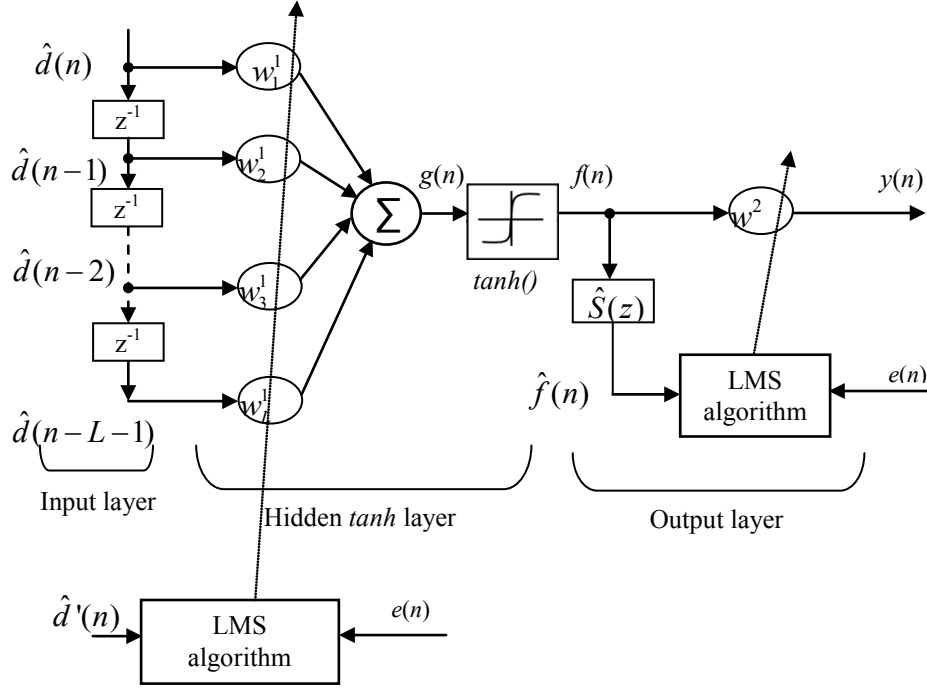 d̂(n)
w₁¹
z⁻¹
d̂(n−1)
w₂¹
z⁻¹
g(n)
f(n)
y(n)
Σ
w²
d̂(n−2)
w₃¹
tanh()
Ŝ(z)
z⁻¹
LMS
algorithm
e(n)
f̂(n)
w_L¹
d̂(n−L−1)
Input layer
Hidden tanh layer
Output layer
d̂'(n)
LMS
algorithm
e(n)